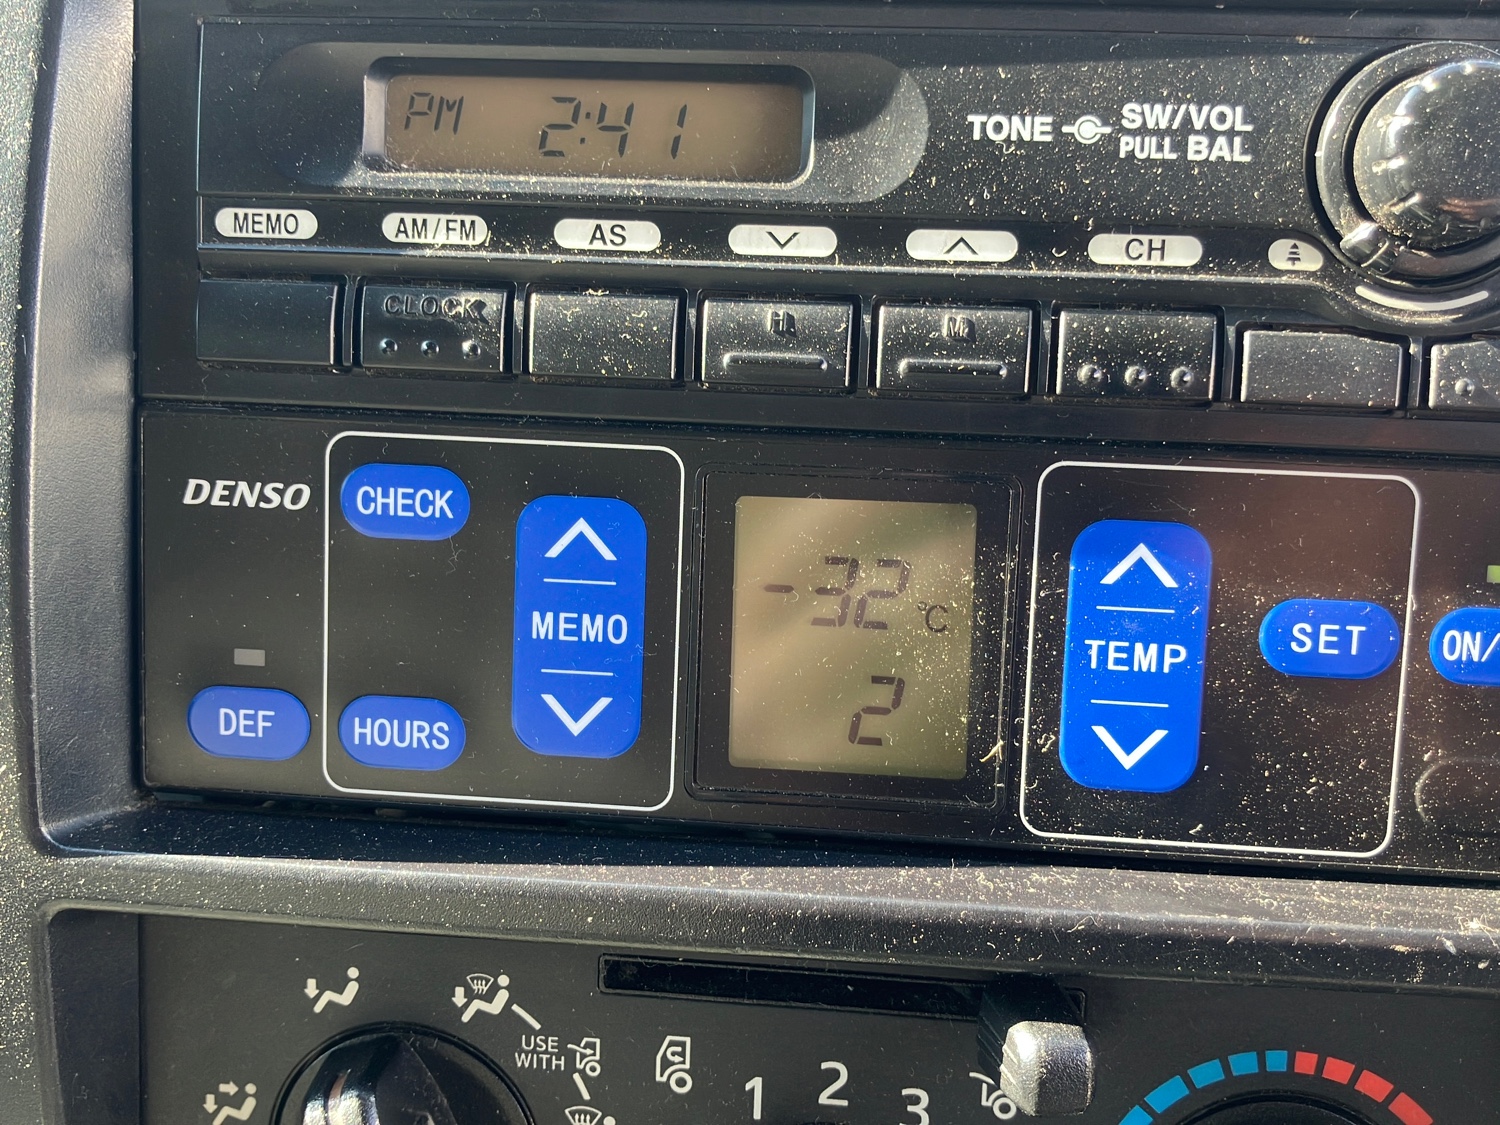 PM 2:41
TONE SW/VOL
PULL BAL
MEMO AM/FM AS CH
CLOCK H M
DENSO
CHECK
MEMO
DEF
HOURS
-32 °C
2
TEMP
SET
ON/
USE
WITH
1 2 3